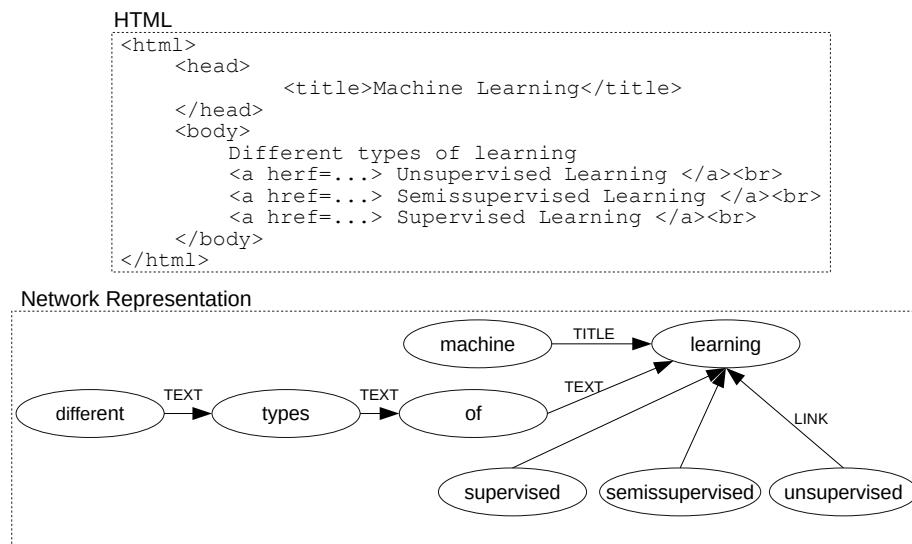 HTML
<html>
<head>
<title>Machine Learning</title>
</head>
<body>
Different types of learning
<a herf=...> Unsupervised Learning </a><br>
<a href=...> Semissupervised Learning </a><br>
<a href=...> Supervised Learning </a><br>
</body>
</html>
Network Representation
machine TITLE learning
TEXT TEXT TEXT
different types of
LINK
supervised semissupervised unsupervised